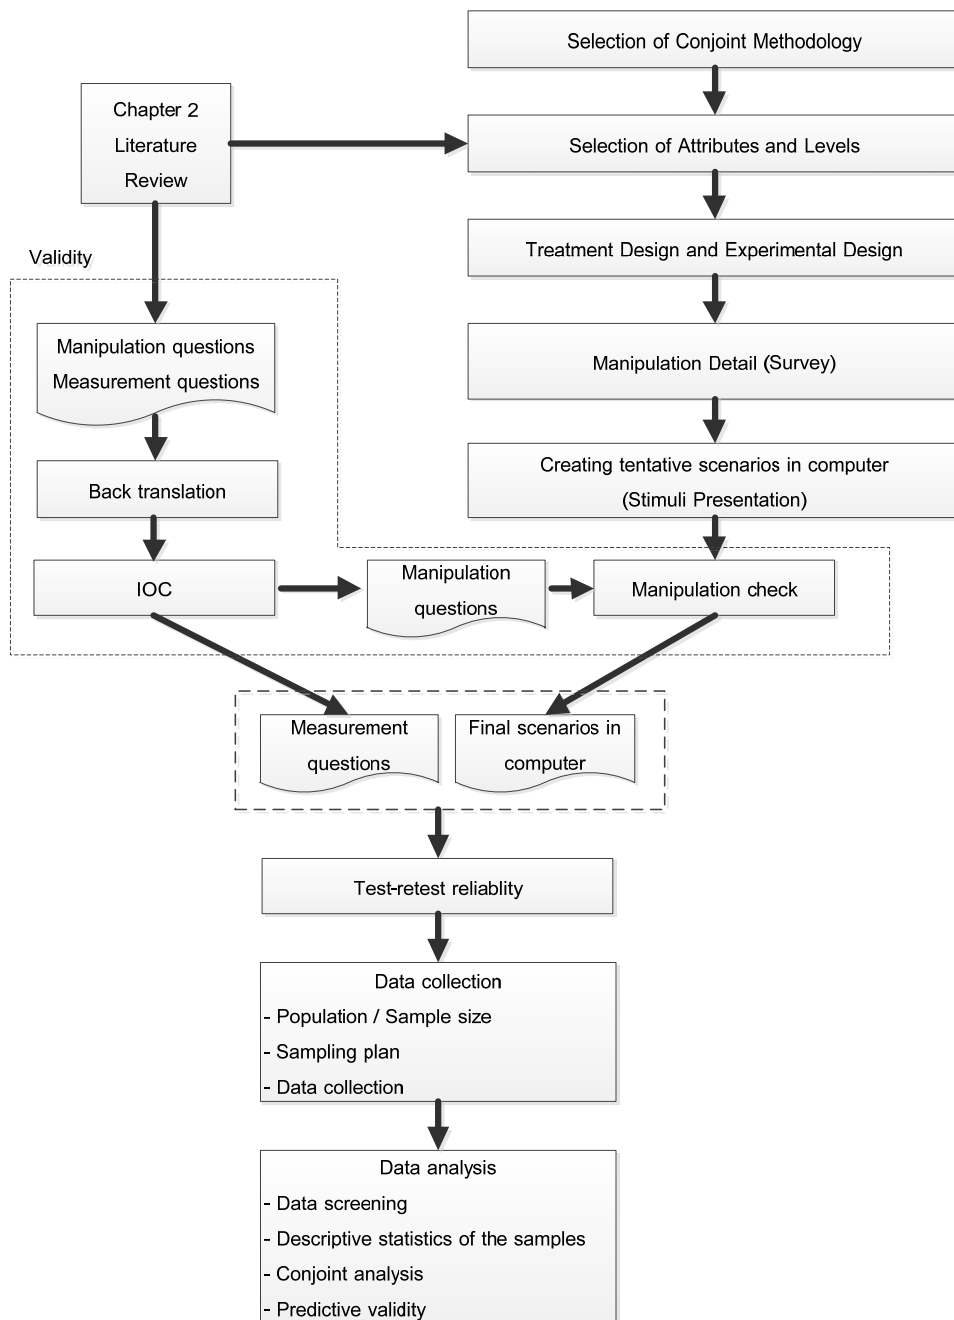 Selection of Conjoint Methodology
Chapter 2
Literature
Review
Selection of Attributes and Levels
Treatment Design and Experimental Design
Validity
Manipulation questions
Measurement questions
Manipulation Detail (Survey)
Back translation
Creating tentative scenarios in computer
(Stimuli Presentation)
IOC
Manipulation
questions
Manipulation check
Measurement
questions
Final scenarios in
computer
Test-retest reliablity
Data collection
- Population / Sample size
- Sampling plan
- Data collection
Data analysis
- Data screening
- Descriptive statistics of the samples
- Conjoint analysis
- Predictive validity